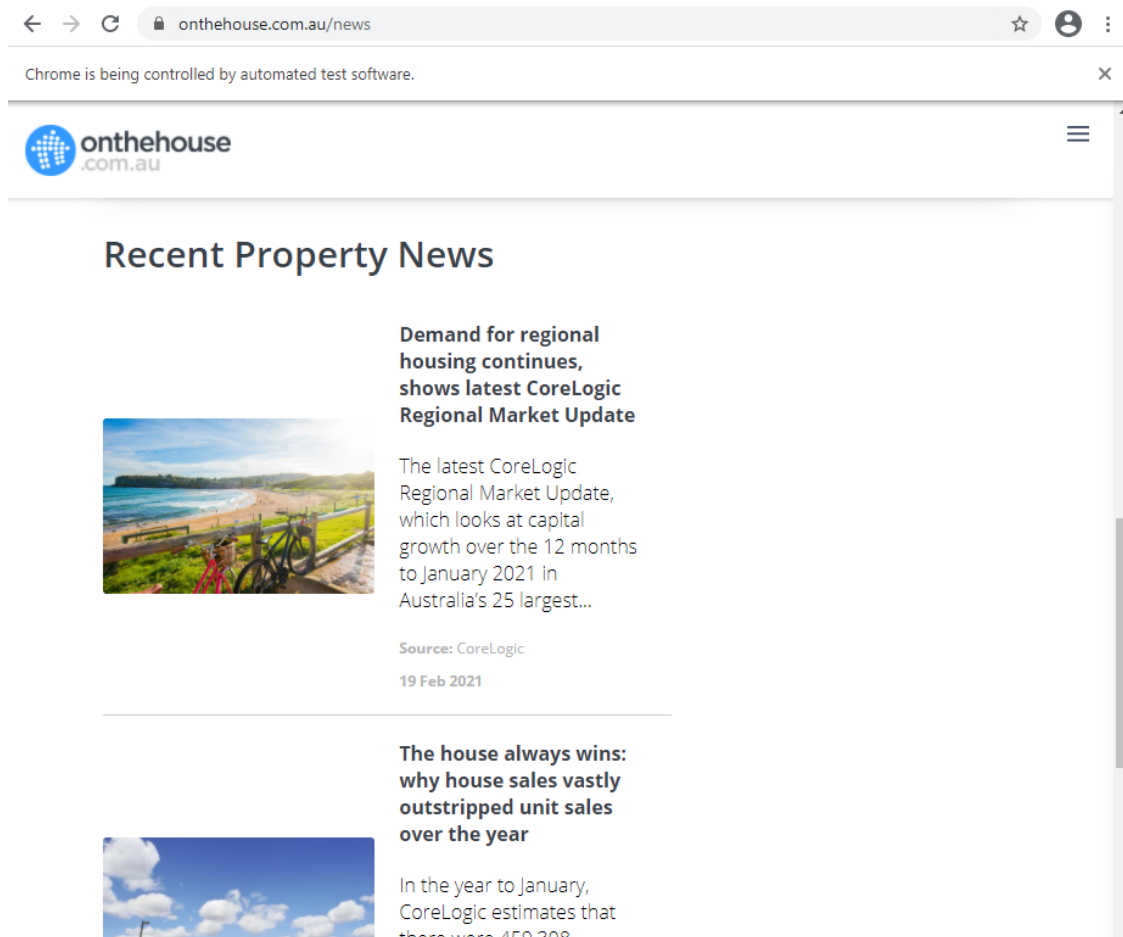 onthehouse.com.au/news
Chrome is being controlled by automated test software.
onthehouse
.com.au
Recent Property News
Demand for regional
housing continues,
shows latest CoreLogic
Regional Market Update
The latest CoreLogic
Regional Market Update,
which looks at capital
growth over the 12 months
to January 2021 in
Australia’s 25 largest...
Source: CoreLogic
19 Feb 2021
The house always wins:
why house sales vastly
outstripped unit sales
over the year
In the year to January,
CoreLogic estimates that
there were 459,308